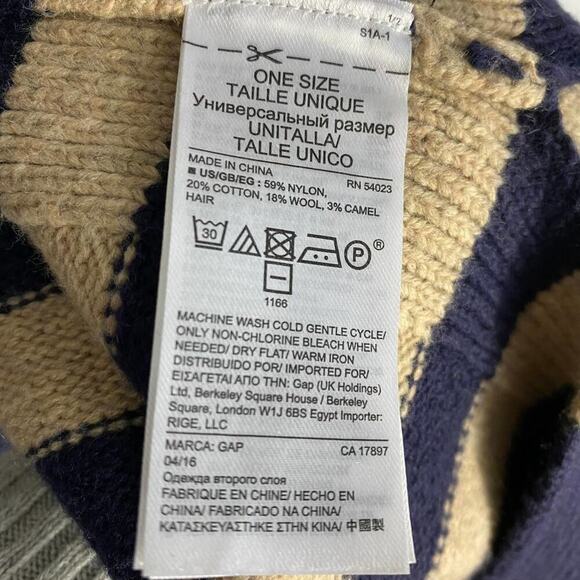 1/2
S1A-1
ONE SIZE
TAILLE UNIQUE
Универсальный размер
UNITALLA/
TALLE UNICO
MADE IN CHINA RN 54023
■ US/GB/EG : 59% NYLON,
20% COTTON, 18% WOOL, 3% CAMEL
HAIR
30 P ®
1166
MACHINE WASH COLD GENTLE CYCLE/
ONLY NON-CHLORINE BLEACH WHEN
NEEDED/ DRY FLAT/ WARM IRON
DISTRIBUIDO POR/ IMPORTED FROM/
ΕΙΣΑΓΕΤΑΙ ΑΠΟ ΤΗΝ: Gap (UK Holdings)
Ltd, Berkeley Square House / Berkeley
Square, London W1J 6BS Egypt Importer:
RIGE, LLC
MARCA: GAP CA 17897
04/16
Одежда второго слоя
FABRIQUE EN CHINE/ HECHO EN
CHINA/ FABRICADO NA CHINA/
ΚΑΤΑΣΚΕΥΑΣΤΗΚΕ ΣΤΗΝ ΚΙΝΑ/ 中國製